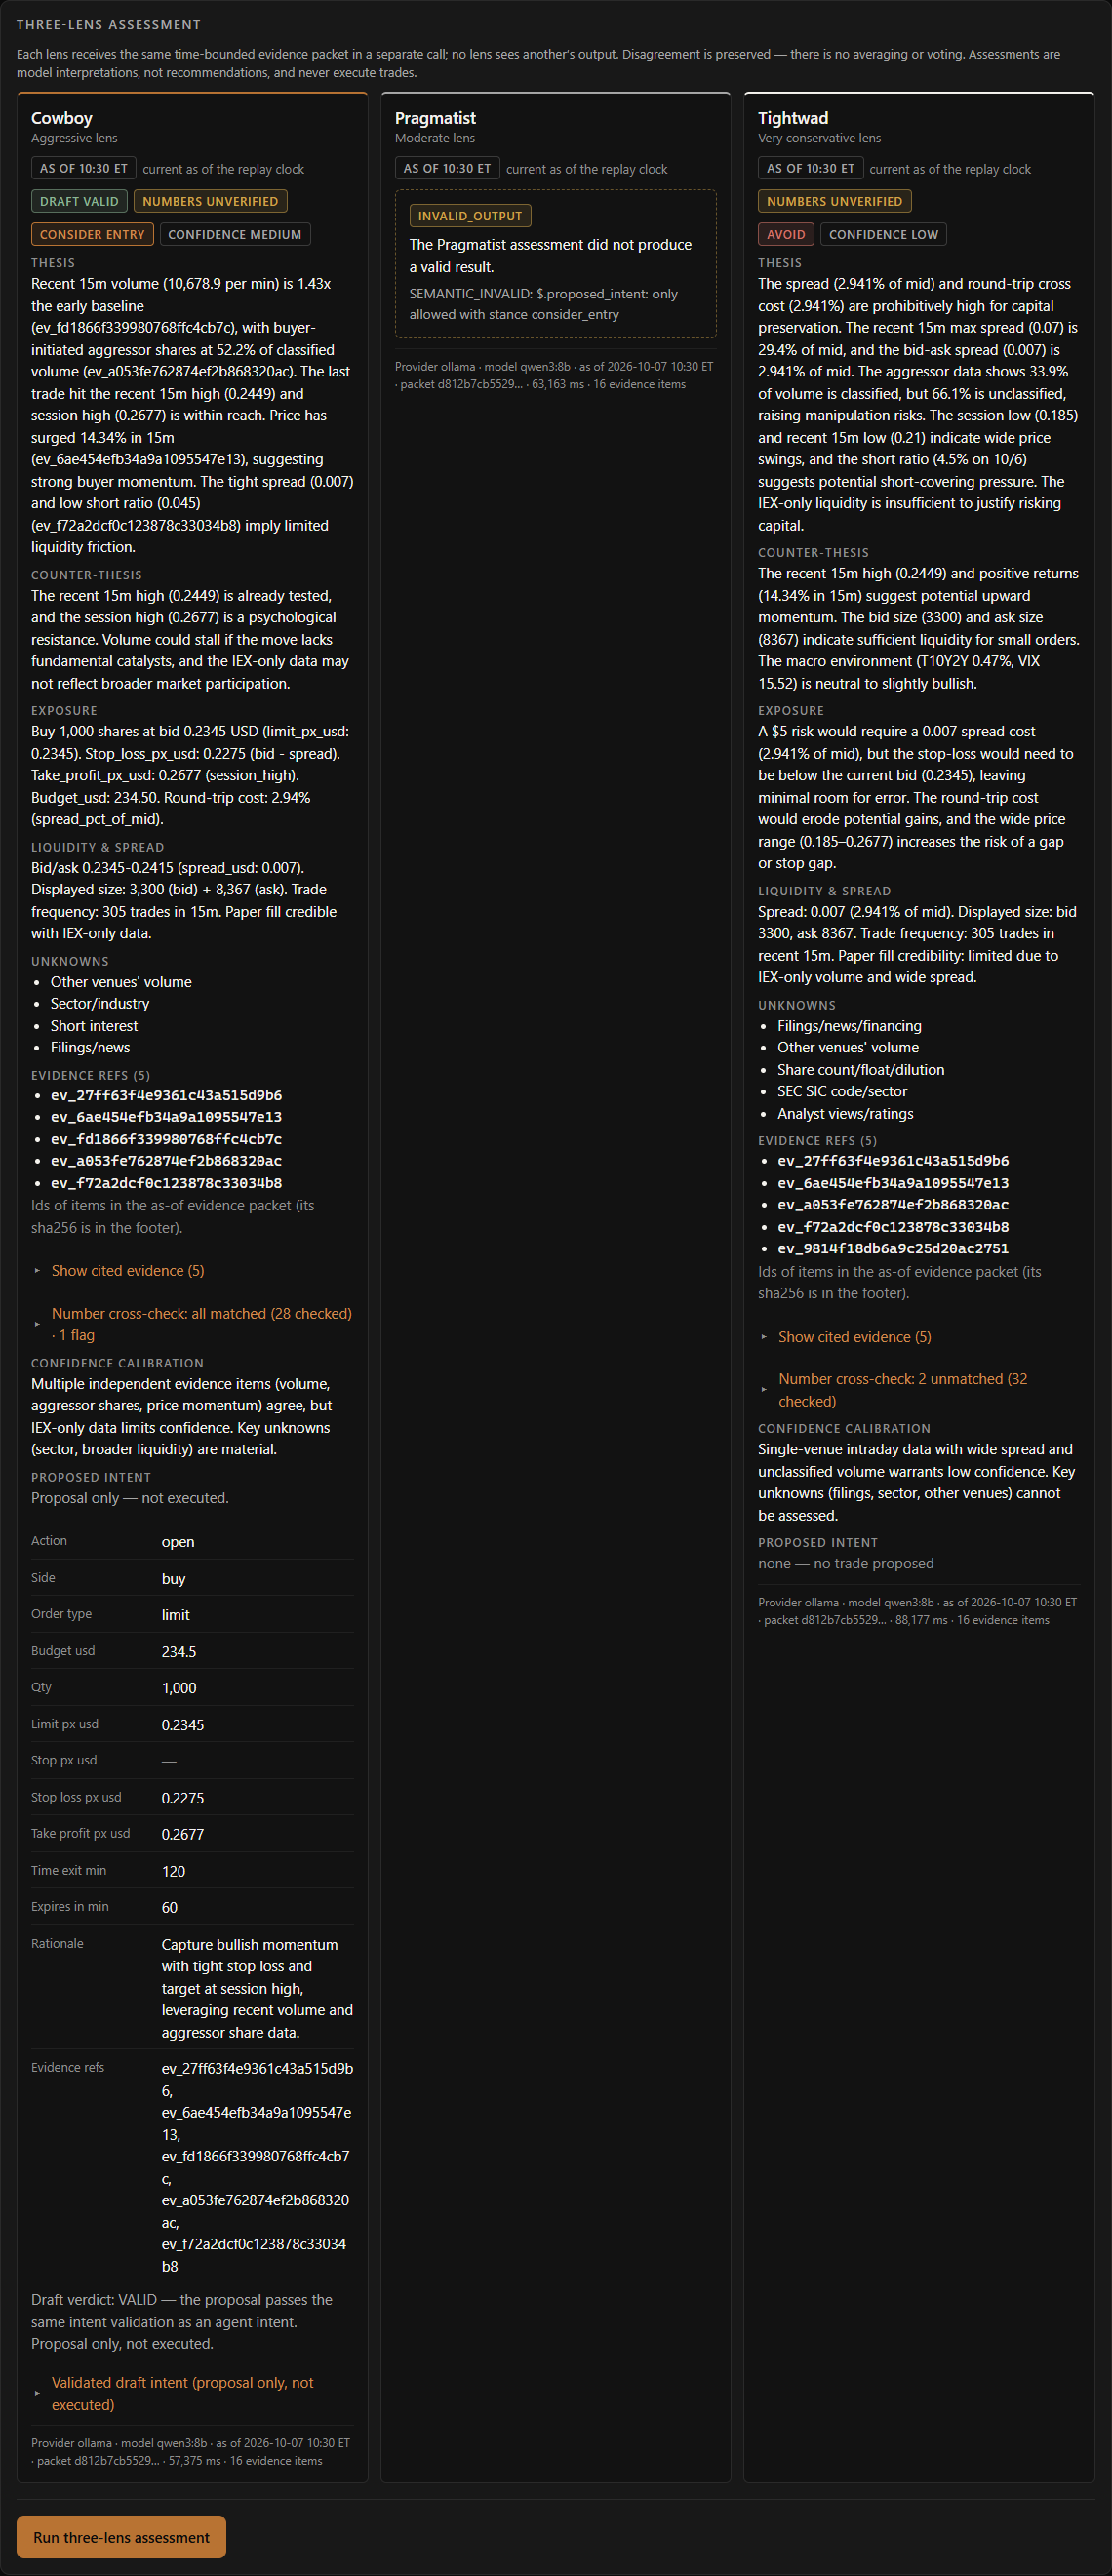 THREE-LENS ASSESSMENT
Each lens receives the same time-bounded evidence packet in a separate call; no lens sees another's output. Disagreement is preserved — there is no averaging or voting. Assessments are
model interpretations, not recommendations, and never execute trades.
Cowboy
Aggressive lens
AS OF 10:30 ET current as of the replay clock
DRAFT VALID NUMBERS UNVERIFIED
CONSIDER ENTRY CONFIDENCE MEDIUM
THESIS
Recent 15m volume (10,678.9 per min) is 1.43x
the early baseline
(ev_fd1866f339980768ffc4cb7c), with buyer-
initiated aggressor shares at 52.2% of classified
volume (ev_a053fe762874ef2b868320ac). The last
trade hit the recent 15m high (0.2449) and
session high (0.2677) is within reach. Price has
surged 14.34% in 15m
(ev_6ae454efb34a9a1095547e13), suggesting
strong buyer momentum. The tight spread (0.007)
and low short ratio (0.045)
(ev_f72a2dcf0c123878c33034b8) imply limited
liquidity friction.
COUNTER-THESIS
The recent 15m high (0.2449) is already tested,
and the session high (0.2677) is a psychological
resistance. Volume could stall if the move lacks
fundamental catalysts, and the IEX-only data may
not reflect broader market participation.
EXPOSURE
Buy 1,000 shares at bid 0.2345 USD (limit_px_usd:
0.2345). Stop_loss_px_usd: 0.2275 (bid - spread).
Take_profit_px_usd: 0.2677 (session_high).
Budget_usd: 234.50. Round-trip cost: 2.94%
(spread_pct_of_mid).
LIQUIDITY & SPREAD
Bid/ask 0.2345-0.2415 (spread_usd: 0.007).
Displayed size: 3,300 (bid) + 8,367 (ask). Trade
frequency: 305 trades in 15m. Paper fill credible
with IEX-only data.
UNKNOWNS
• Other venues' volume
• Sector/industry
• Short interest
• Filings/news
EVIDENCE REFS (5)
• ev_27ff63f4e9361c43a515d9b6
• ev_6ae454efb34a9a1095547e13
• ev_fd1866f339980768ffc4cb7c
• ev_a053fe762874ef2b868320ac
• ev_f72a2dcf0c123878c33034b8
Ids of items in the as-of evidence packet (its
sha256 is in the footer).
▸ Show cited evidence (5)
▸ Number cross-check: all matched (28 checked)
· 1 flag
CONFIDENCE CALIBRATION
Multiple independent evidence items (volume,
aggressor shares, price momentum) agree, but
IEX-only data limits confidence. Key unknowns
(sector, broader liquidity) are material.
PROPOSED INTENT
Proposal only — not executed.
Action open
Side buy
Order type limit
Budget usd 234.5
Qty 1,000
Limit px usd 0.2345
Stop px usd —
Stop loss px usd 0.2275
Take profit px usd 0.2677
Time exit min 120
Expires in min 60
Rationale Capture bullish momentum
with tight stop loss and
target at session high,
leveraging recent volume and
aggressor share data.
Evidence refs ev_27ff63f4e9361c43a515d9b
6,
ev_6ae454efb34a9a1095547e
13,
ev_fd1866f339980768ffc4cb7
c,
ev_a053fe762874ef2b868320
ac,
ev_f72a2dcf0c123878c33034
b8
Draft verdict: VALID — the proposal passes the
same intent validation as an agent intent.
Proposal only, not executed.
▸ Validated draft intent (proposal only, not
executed)
Provider ollama · model qwen3:8b · as of 2026-10-07 10:30 ET
· packet d812b7cb5529... · 57,375 ms · 16 evidence items
Pragmatist
Moderate lens
AS OF 10:30 ET current as of the replay clock
INVALID_OUTPUT
The Pragmatist assessment did not produce
a valid result.
SEMANTIC_INVALID: $.proposed_intent: only
allowed with stance consider_entry
Provider ollama · model qwen3:8b · as of 2026-10-07 10:30 ET
· packet d812b7cb5529... · 63,163 ms · 16 evidence items
Tightwad
Very conservative lens
AS OF 10:30 ET current as of the replay clock
NUMBERS UNVERIFIED
AVOID CONFIDENCE LOW
THESIS
The spread (2.941% of mid) and round-trip cross
cost (2.941%) are prohibitively high for capital
preservation. The recent 15m max spread (0.07) is
29.4% of mid, and the bid-ask spread (0.007) is
2.941% of mid. The aggressor data shows 33.9%
of volume is classified, but 66.1% is unclassified,
raising manipulation risks. The session low (0.185)
and recent 15m low (0.21) indicate wide price
swings, and the short ratio (4.5% on 10/6)
suggests potential short-covering pressure. The
IEX-only liquidity is insufficient to justify risking
capital.
COUNTER-THESIS
The recent 15m high (0.2449) and positive returns
(14.34% in 15m) suggest potential upward
momentum. The bid size (3300) and ask size
(8367) indicate sufficient liquidity for small orders.
The macro environment (T10Y2Y 0.47%, VIX
15.52) is neutral to slightly bullish.
EXPOSURE
A $5 risk would require a 0.007 spread cost
(2.941% of mid), but the stop-loss would need to
be below the current bid (0.2345), leaving
minimal room for error. The round-trip cost
would erode potential gains, and the wide price
range (0.185–0.2677) increases the risk of a gap
or stop gap.
LIQUIDITY & SPREAD
Spread: 0.007 (2.941% of mid). Displayed size: bid
3300, ask 8367. Trade frequency: 305 trades in
recent 15m. Paper fill credibility: limited due to
IEX-only volume and wide spread.
UNKNOWNS
• Filings/news/financing
• Other venues' volume
• Share count/float/dilution
• SEC SIC code/sector
• Analyst views/ratings
EVIDENCE REFS (5)
• ev_27ff63f4e9361c43a515d9b6
• ev_6ae454efb34a9a1095547e13
• ev_a053fe762874ef2b868320ac
• ev_f72a2dcf0c123878c33034b8
• ev_9814f18db6a9c25d20ac2751
Ids of items in the as-of evidence packet (its
sha256 is in the footer).
▸ Show cited evidence (5)
▸ Number cross-check: 2 unmatched (32
checked)
CONFIDENCE CALIBRATION
Single-venue intraday data with wide spread and
unclassified volume warrants low confidence. Key
unknowns (filings, sector, other venues) cannot
be assessed.
PROPOSED INTENT
none — no trade proposed
Provider ollama · model qwen3:8b · as of 2026-10-07 10:30 ET
· packet d812b7cb5529... · 88,177 ms · 16 evidence items
Run three-lens assessment